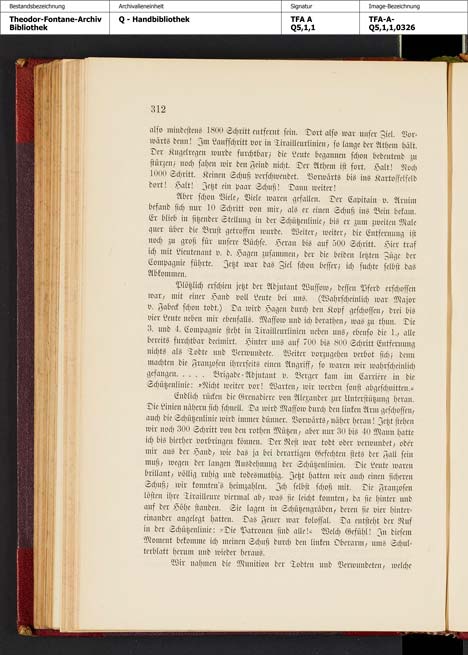 Bestandsbezeichnung
Archivalieneinheit
Signatur
Image-Bezeichnung
Theodor-Fontane-Archiv
Bibliothek
Q - Handbibliothek
TFA A
Q5,1,1
TFA-A-
Q5,1,1,0326
312
also mindestens 1800 Schritt entfernt sein. Dort also war unser Ziel. Vor-
wärts denn! Im Laufschritt vor in Tirailleurlinien, so lange der Athem hält.
Der Kugelregen wurde furchtbar; die Leute begannen schon bedeutend zu
stürzen; noch sahen wir den Feind nicht. Der Athem ist fort. Halt! Noch
1000 Schritt. Keinen Schuß verschwendet. Vorwärts bis ins Kartoffelfeld
dort! Halt! Jetzt ein paar Schuß! Dann weiter!
Aber schon Viele, Viele waren gefallen. Der Capitain v. Arnim
befand sich nur 10 Schritt von mir, als er einen Schuß ins Bein bekam.
Er blieb in sitzender Stellung in der Schützenlinie, bis er zum zweiten Male
quer über die Brust getroffen wurde. Weiter, weiter, die Entfernung ist
noch zu groß für unsere Büchse. Heran bis auf 500 Schritt. Hier traf
ich mit Lieutenant v. d. Hagen zusammen, der die beiden letzten Züge der
Compagnie führte. Jetzt war das Ziel schon besser; ich suchte selbst das
Abkommen.
Plötzlich erschien jetzt der Adjutant Wussow, dessen Pferd erschossen
war, mit einer Hand voll Leute bei uns. (Wahrscheinlich war Major
v. Fabeck schon todt.) Da wird Hagen durch den Kopf geschossen, drei bis
vier Leute neben mir ebenfalls. Massow und ich berathen, was zu thun. Die
3. und 4. Compagnie steht in Tirailleurlinien neben uns, ebenso die 1., alle
bereits furchtbar decimirt. Hinter uns auf 700 bis 800 Schritt Entfernung
nichts als Todte und Verwundete. Weiter vorzugehen verbot sich; denn
machten die Franzosen ihrerseits einen Angriff, so waren wir wahrscheinlich
gefangen. . . . . Brigade-Adjutant v. Berger kam im Carrière in die
Schützenlinie: »Nicht weiter vor! Warten, wir werden sonst abgeschnitten.«
Endlich rücken die Grenadiere von Alexander zur Unterstützung heran.
Die Linien nähern sich schnell. Da wird Massow durch den linken Arm geschossen,
auch die Schützenlinie wird immer dünner. Vorwärts, näher heran! Jetzt stehen
wir noch 300 Schritt von den rothen Mützen, aber nur 30 bis 40 Mann hatte
ich bis hierher vorbringen können. Der Rest war todt oder verwundet, oder
mir aus der Hand, wie das ja bei derartigen Gefechten stets der Fall sein
muß, wegen der langen Ausdehnung der Schützenlinien. Die Leute waren
brillant, völlig ruhig und todesmuthig. Jetzt hatten wir auch einen sicheren
Schuß; wir konnten's heimzahlen. Ich selbst schoß mit. Die Franzosen
lösten ihre Tirailleure viermal ab, was sie leicht konnten, da sie hinter und
auf der Höhe standen. Sie lagen in Schützengräben, deren sie vier hinter-
einander angelegt hatten. Das Feuer war kolossal. Da entsteht der Ruf
in der Schützenlinie: »Die Patronen sind alle!« Welch Gefühl! In diesem
Moment bekomme ich meinen Schuß durch den linken Oberarm, ums Schul-
terblatt herum und wieder heraus.
Wir nahmen die Munition der Todten und Verwundeten, welche